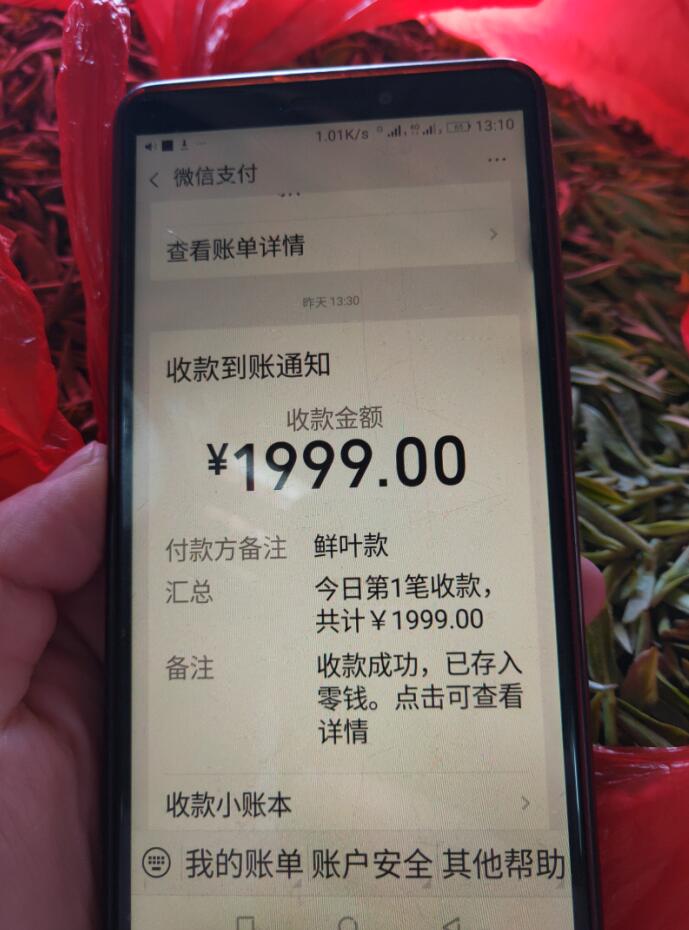 1.01K/s 13:10
微信支付
查看账单详情
昨天 13:30
收款到账通知
收款金额
¥1999.00
付款方备注 鲜叶款
汇总 今日第1笔收款,
共计￥1999.00
备注 收款成功，已存入
零钱。点击可查看
详情
收款小账本
我的账单 账户安全 其他帮助